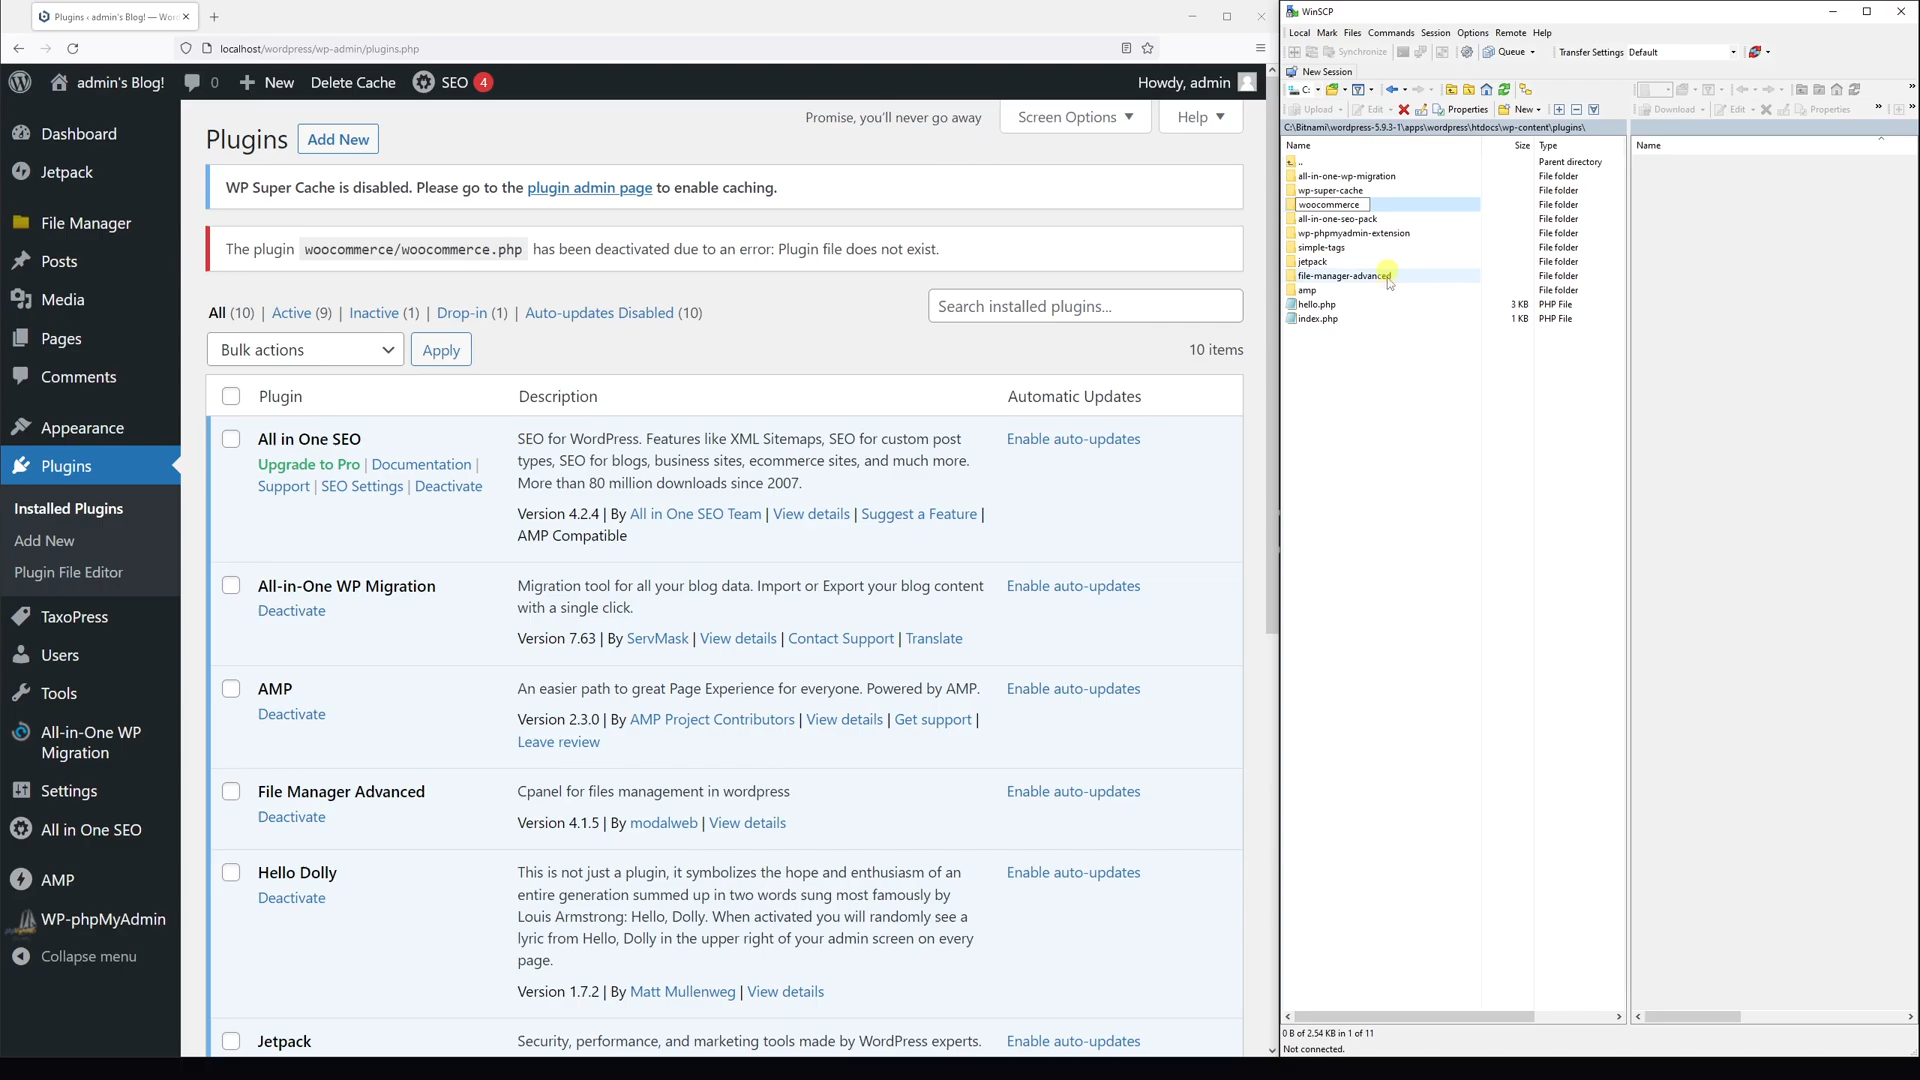 Plugins ‹ admin's Blog! — Wor
localhost/wordpress/wp-admin/plugins.php
admin's Blog! 0 New Delete Cache SEO 4
Howdy, admin
Dashboard
Jetpack
File Manager
Posts
Media
Pages
Comments
Appearance
Plugins
Installed Plugins
Add New
Plugin File Editor
TaxoPress
Users
Tools
All-in-One WP
Migration
Settings
All in One SEO
AMP
WP-phpMyAdmin
Collapse menu
Promise, you'll never go away
Screen Options
Help
Plugins Add New
WP Super Cache is disabled. Please go to the plugin admin page to enable caching.
The plugin woocommerce/woocommerce.php has been deactivated due to an error: Plugin file does not exist.
All (10) | Active (9) | Inactive (1) | Drop-in (1) | Auto-updates Disabled (10)
Search installed plugins...
Bulk actions Apply
10 items
Plugin Description Automatic Updates
All in One SEO
Upgrade to Pro | Documentation |
Support | SEO Settings | Deactivate
SEO for WordPress. Features like XML Sitemaps, SEO for custom post
types, SEO for blogs, business sites, ecommerce sites, and much more.
More than 80 million downloads since 2007.
Version 4.2.4 | By All in One SEO Team | View details | Suggest a Feature |
AMP Compatible
Enable auto-updates
All-in-One WP Migration
Deactivate
Migration tool for all your blog data. Import or Export your blog content
with a single click.
Version 7.63 | By ServMask | View details | Contact Support | Translate
Enable auto-updates
AMP
Deactivate
An easier path to great Page Experience for everyone. Powered by AMP.
Version 2.3.0 | By AMP Project Contributors | View details | Get support |
Leave review
Enable auto-updates
File Manager Advanced
Deactivate
Cpanel for files management in wordpress
Version 4.1.5 | By modalweb | View details
Enable auto-updates
Hello Dolly
Deactivate
This is not just a plugin, it symbolizes the hope and enthusiasm of an
entire generation summed up in two words sung most famously by
Louis Armstrong: Hello, Dolly. When activated you will randomly see a
lyric from Hello, Dolly in the upper right of your admin screen on every
page.
Version 1.7.2 | By Matt Mullenweg | View details
Enable auto-updates
Jetpack
Security, performance, and marketing tools made by WordPress experts.
Enable auto-updates
WinSCP
Local Mark Files Commands Session Options Remote Help
Synchronize Queue Transfer Settings Default
New Session
C:
Upload Edit Properties New
Download Edit Properties
C:\Bitnami\wordpress-5.9.3-1\apps\wordpress\htdocs\wp-content\plugins\
Name Size Type
Name
.. Parent directory
all-in-one-wp-migration File folder
wp-super-cache File folder
woocommerce File folder
all-in-one-seo-pack File folder
wp-phpmyadmin-extension File folder
simple-tags File folder
jetpack File folder
file-manager-advanced File folder
amp File folder
hello.php 3 KB PHP File
index.php 1 KB PHP File
0 B of 2.54 KB in 1 of 11
Not connected.